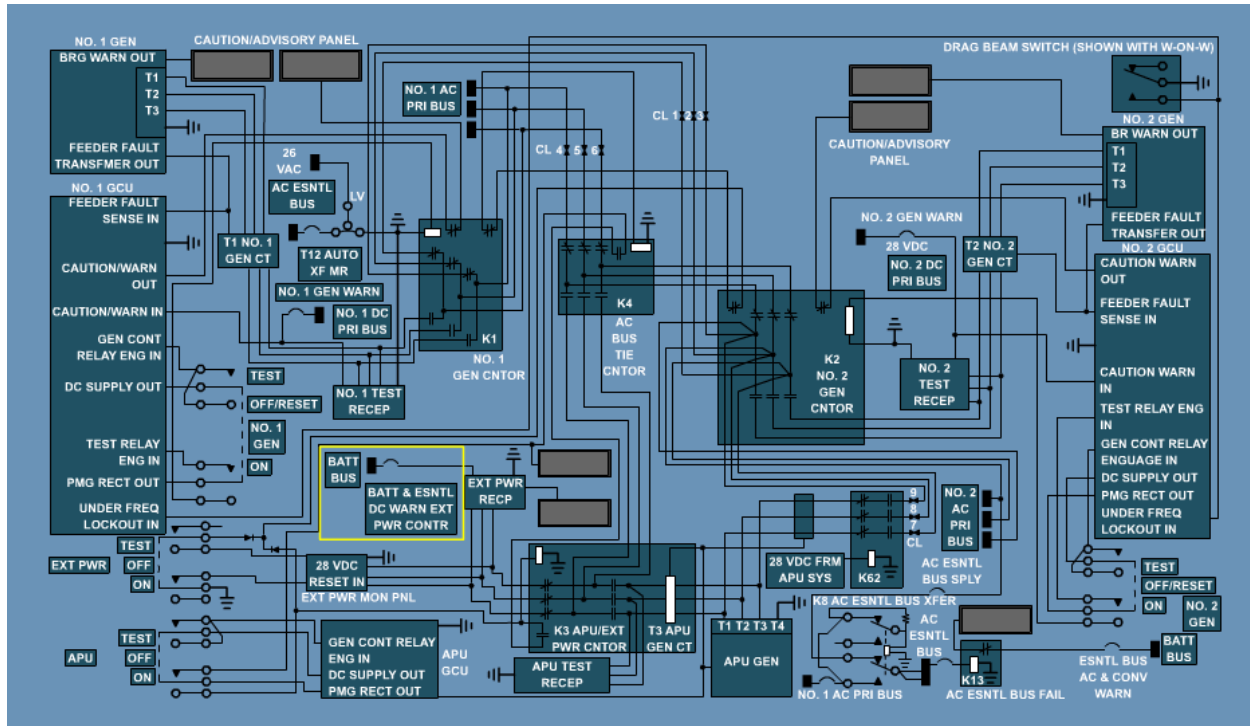 NO. 1 GEN
BRG WARN OUT
T1
T2
T3
FEEDER FAULT
TRANSFMER OUT
CAUTION/ADVISORY PANEL
NO. 1 GCU
FEEDER FAULT
SENSE IN
CAUTION/WARN
OUT
CAUTION/WARN IN
GEN CONT
RELAY ENG IN
DC SUPPLY OUT
TEST RELAY
ENG IN
PMG RECT OUT
UNDER FREQ
LOCKOUT IN
26
VAC
AC ESNTL
BUS
LV
T1 NO. 1
GEN CT
T12 AUTO
XF MR
NO. 1 GEN WARN
NO. 1 DC
PRI BUS
TEST
OFF/RESET
NO. 1
GEN
ON
NO. 1 TEST
RECEP
NO. 1 AC
PRI BUS
K1
NO. 1
GEN CNTOR
CL 4 5 6
K4
AC
BUS
TIE
CNTOR
CL 1 2 3
DRAG BEAM SWITCH (SHOWN WITH W-ON-W)
CAUTION/ADVISORY
PANEL
NO. 2 GEN
BR WARN OUT
T1
T2
T3
FEEDER FAULT
TRANSFER OUT
NO. 2 GEN WARN
28 VDC
NO. 2 DC
PRI BUS
T2 NO. 2
GEN CT
NO. 2 GCU
CAUTION WARN
OUT
FEEDER FAULT
SENSE IN
CAUTION WARN
IN
TEST RELAY ENG
IN
GEN CONT RELAY
ENGUAGE IN
DC SUPPLY OUT
PMG RECT OUT
UNDER FREQ
LOCKOUT IN
K2
NO. 2
GEN
CNTOR
NO. 2
TEST
RECEP
BATT
BUS
BATT & ESNTL
DC WARN EXT
PWR CONTR
EXT PWR
RECP
EXT PWR
TEST
OFF
ON
28 VDC
RESET IN
EXT PWR MON PNL
APU
TEST
OFF
ON
GEN CONT RELAY
ENG IN
DC SUPPLY OUT
PMG RECT OUT
APU
GCU
K3 APU/EXT
PWR CNTOR
T3 APU
GEN CT
APU TEST
RECEP
28 VDC FRM
APU SYS
K62
9
8
7
CL
NO. 2
AC
PRI
BUS
AC ESNTL
BUS SPLY
T1 T2 T3 T4
APU GEN
K8 AC ESNTL BUS XFER
AC
ESNTL
BUS
NO. 1 AC PRI BUS
K13
AC ESNTL BUS FAIL
ESNTL BUS
AC & CONV
WARN
BATT
BUS
TEST
OFF/RESET
ON
NO. 2
GEN